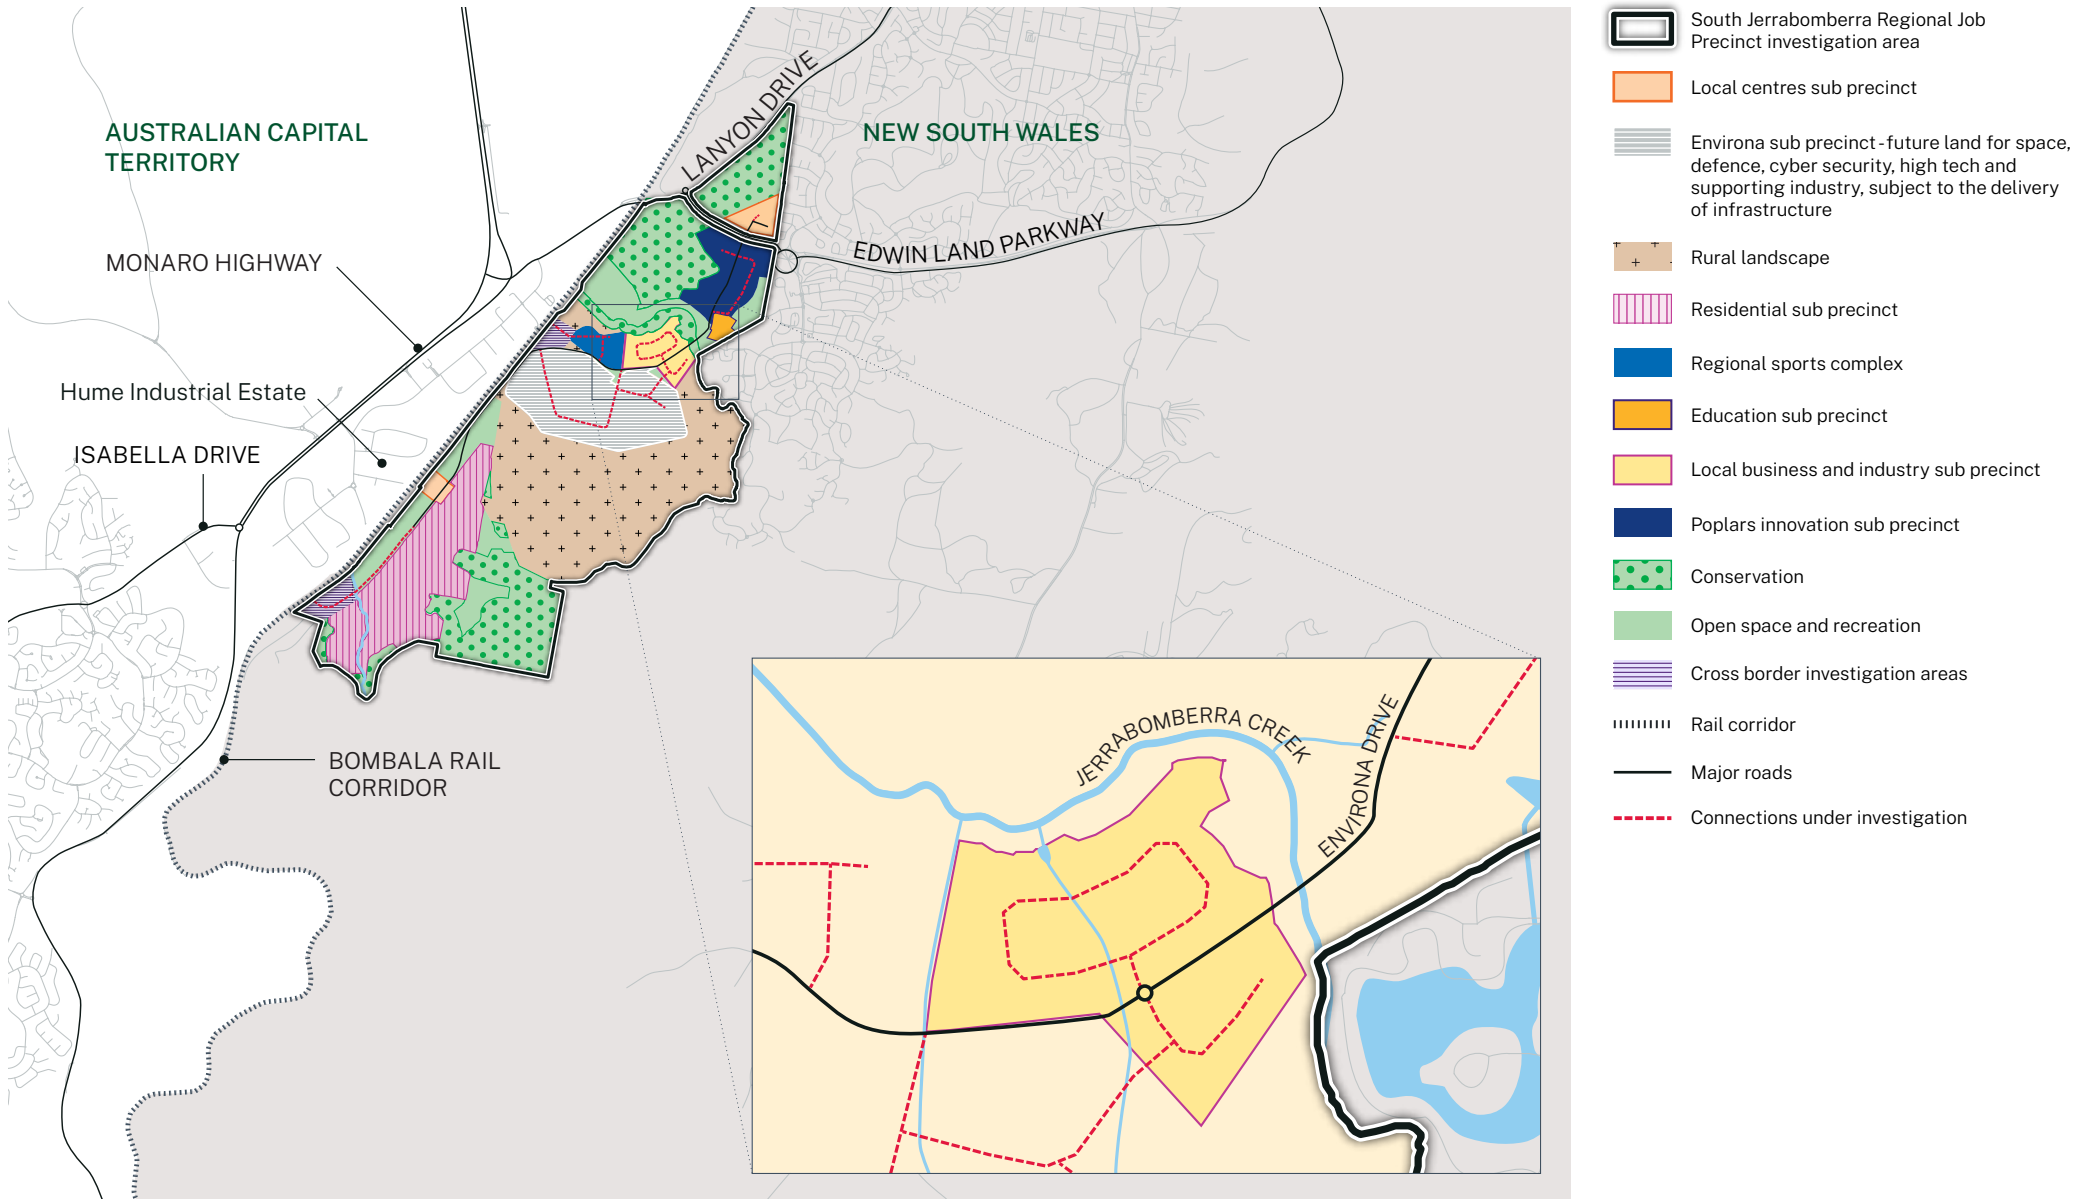 AUSTRALIAN CAPITAL
TERRITORY
LANYON DRIVE
NEW SOUTH WALES
EDWIN LAND PARKWAY
MONARO HIGHWAY
Hume Industrial Estate
ISABELLA DRIVE
BOMBALA RAIL
CORRIDOR
JERRABOMBERRA CREEK
ENVIRONA DRIVE
South Jerrabomberra Regional Job
Precinct investigation area
Local centres sub precinct
Environa sub precinct - future land for space,
defence, cyber security, high tech and
supporting industry, subject to the delivery
of infrastructure
Rural landscape
Residential sub precinct
Regional sports complex
Education sub precinct
Local business and industry sub precinct
Poplars innovation sub precinct
Conservation
Open space and recreation
Cross border investigation areas
Rail corridor
Major roads
Connections under investigation